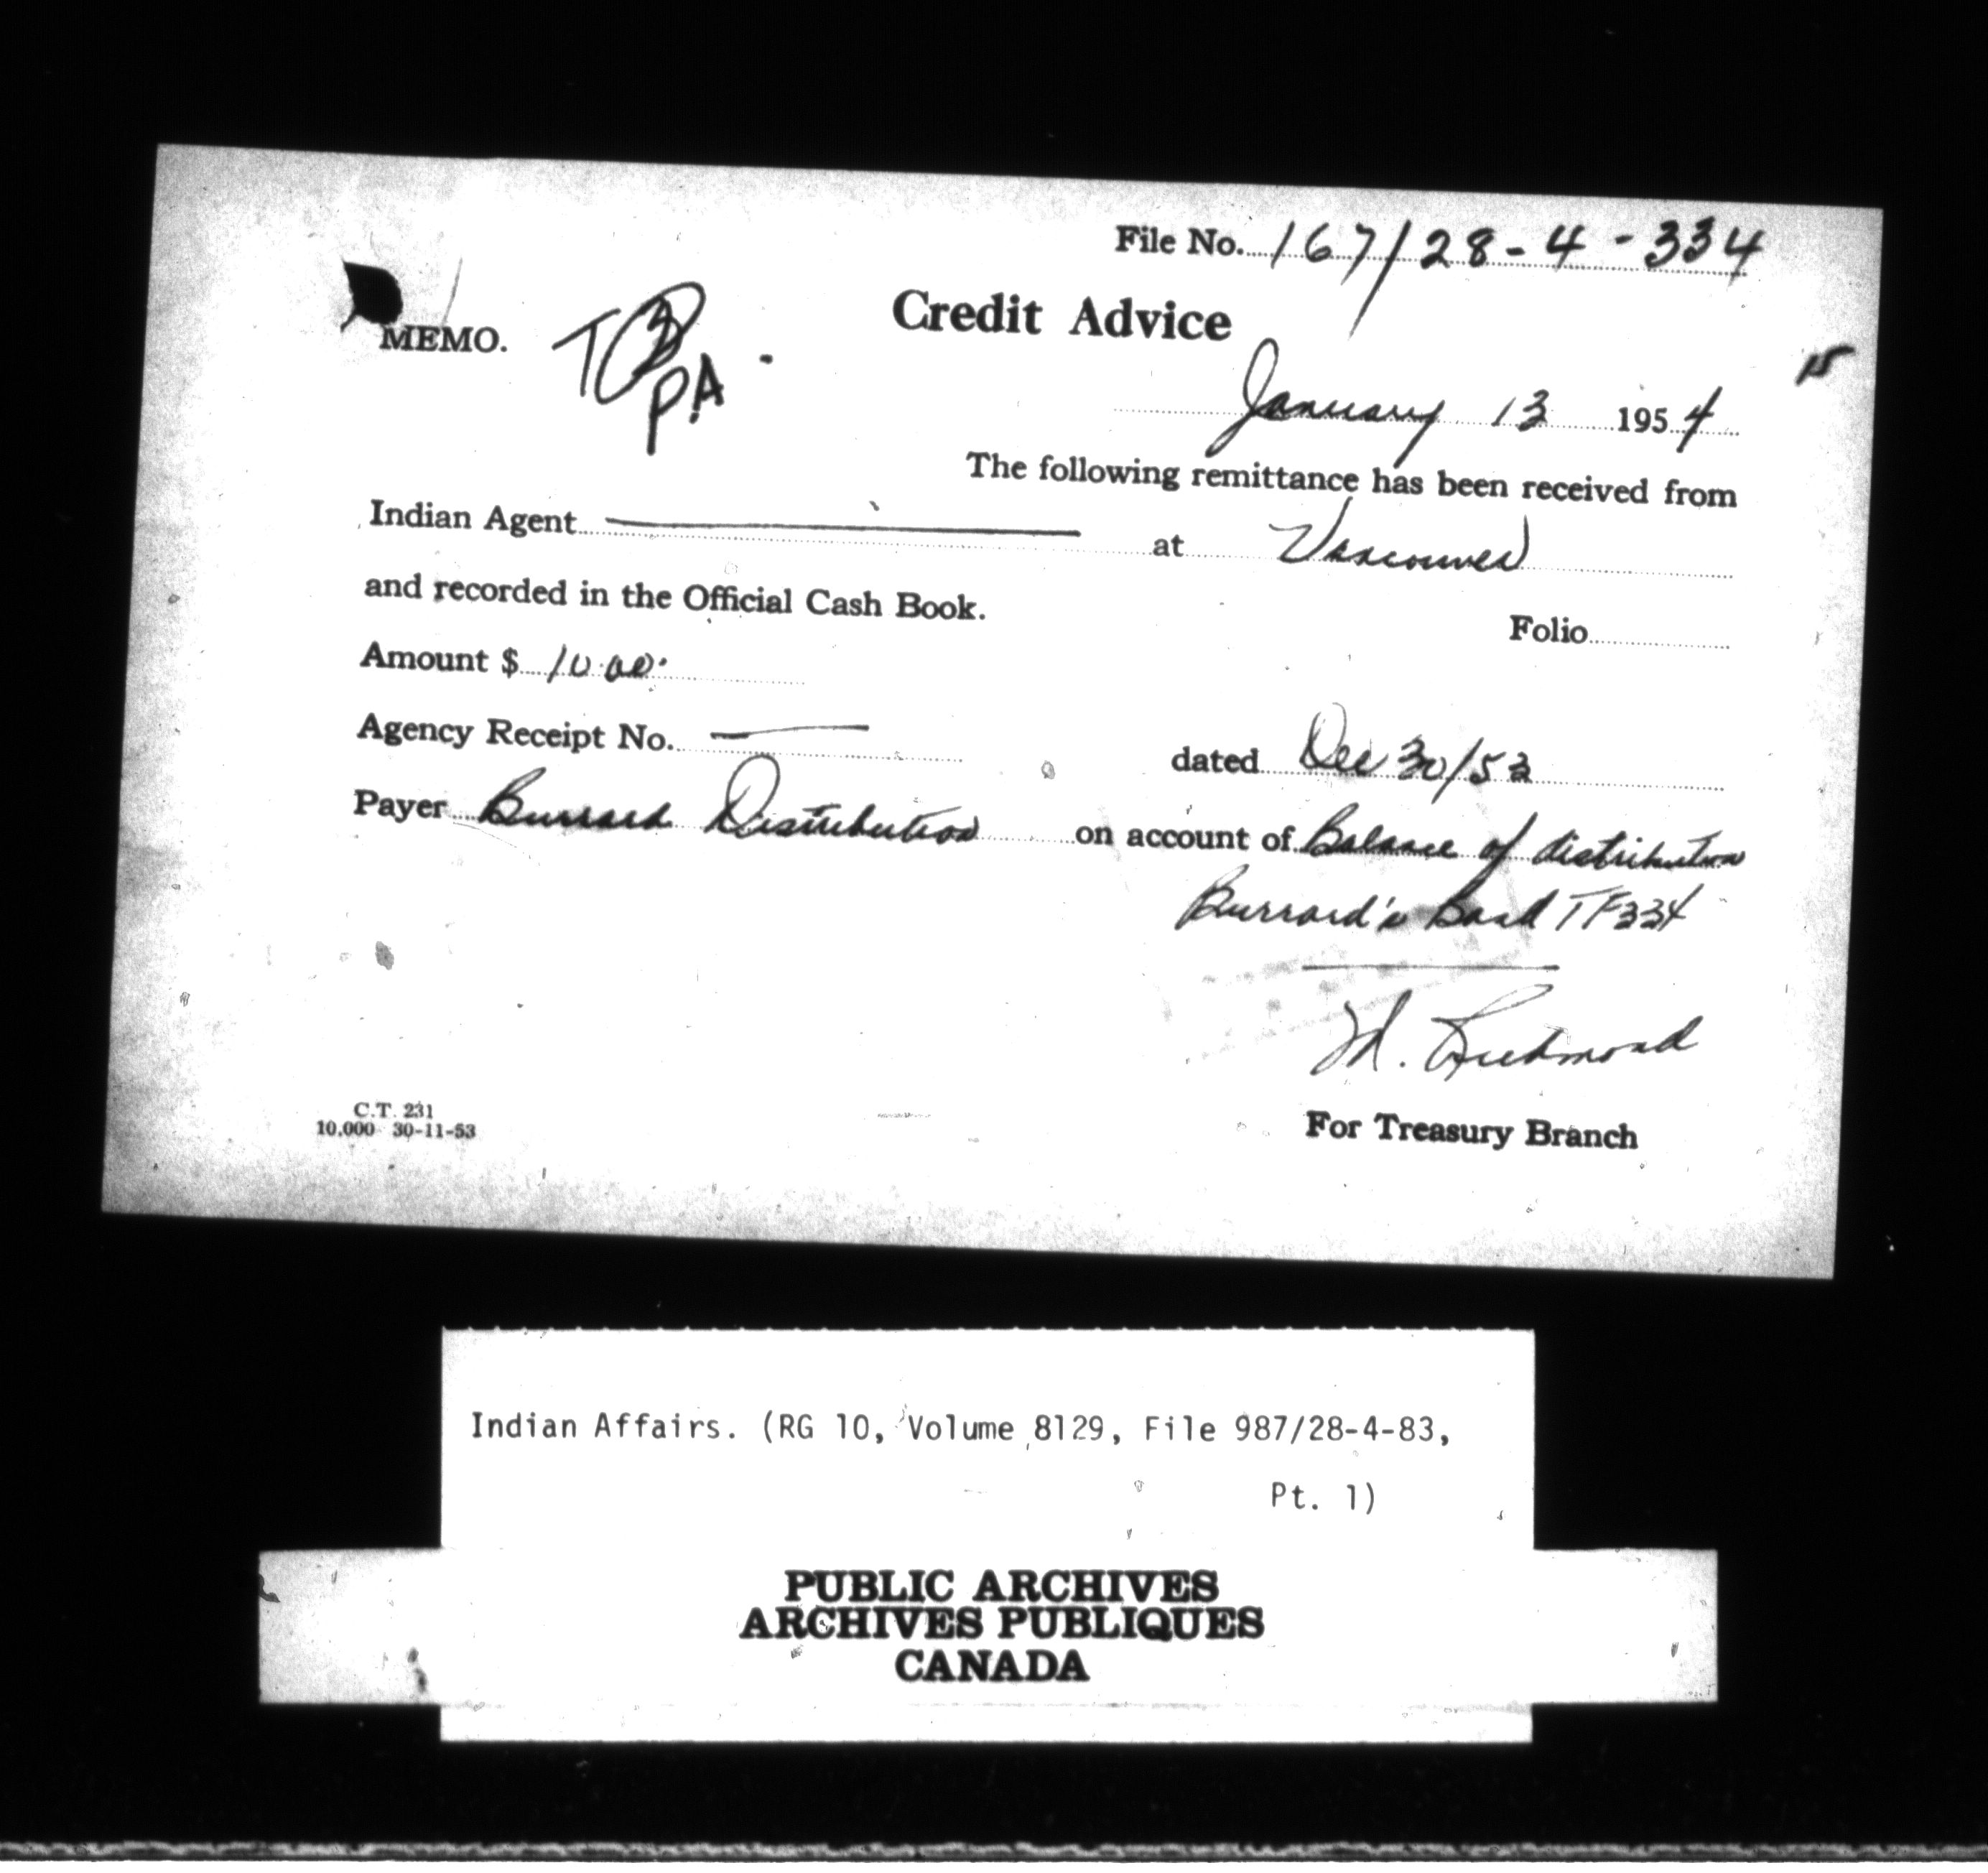 File No. 167/28-4-334
Credit Advice
MEMO.
PA
15
January 13 1954
The following remittance has been received from
Indian Agent at Vancouver
and recorded in the Official Cash Book.
Folio
Amount $ 10.00
Agency Receipt No. dated Dec 30/53
Payer Burrard Distribution on account of Balance of distribution
Burrard's Band TF334
M. Redmond
C.T. 231
10,000 30-11-53
For Treasury Branch
Indian Affairs. (RG 10, Volume 8129, File 987/28-4-83,
Pt. 1)
PUBLIC ARCHIVES
ARCHIVES PUBLIQUES
CANADA